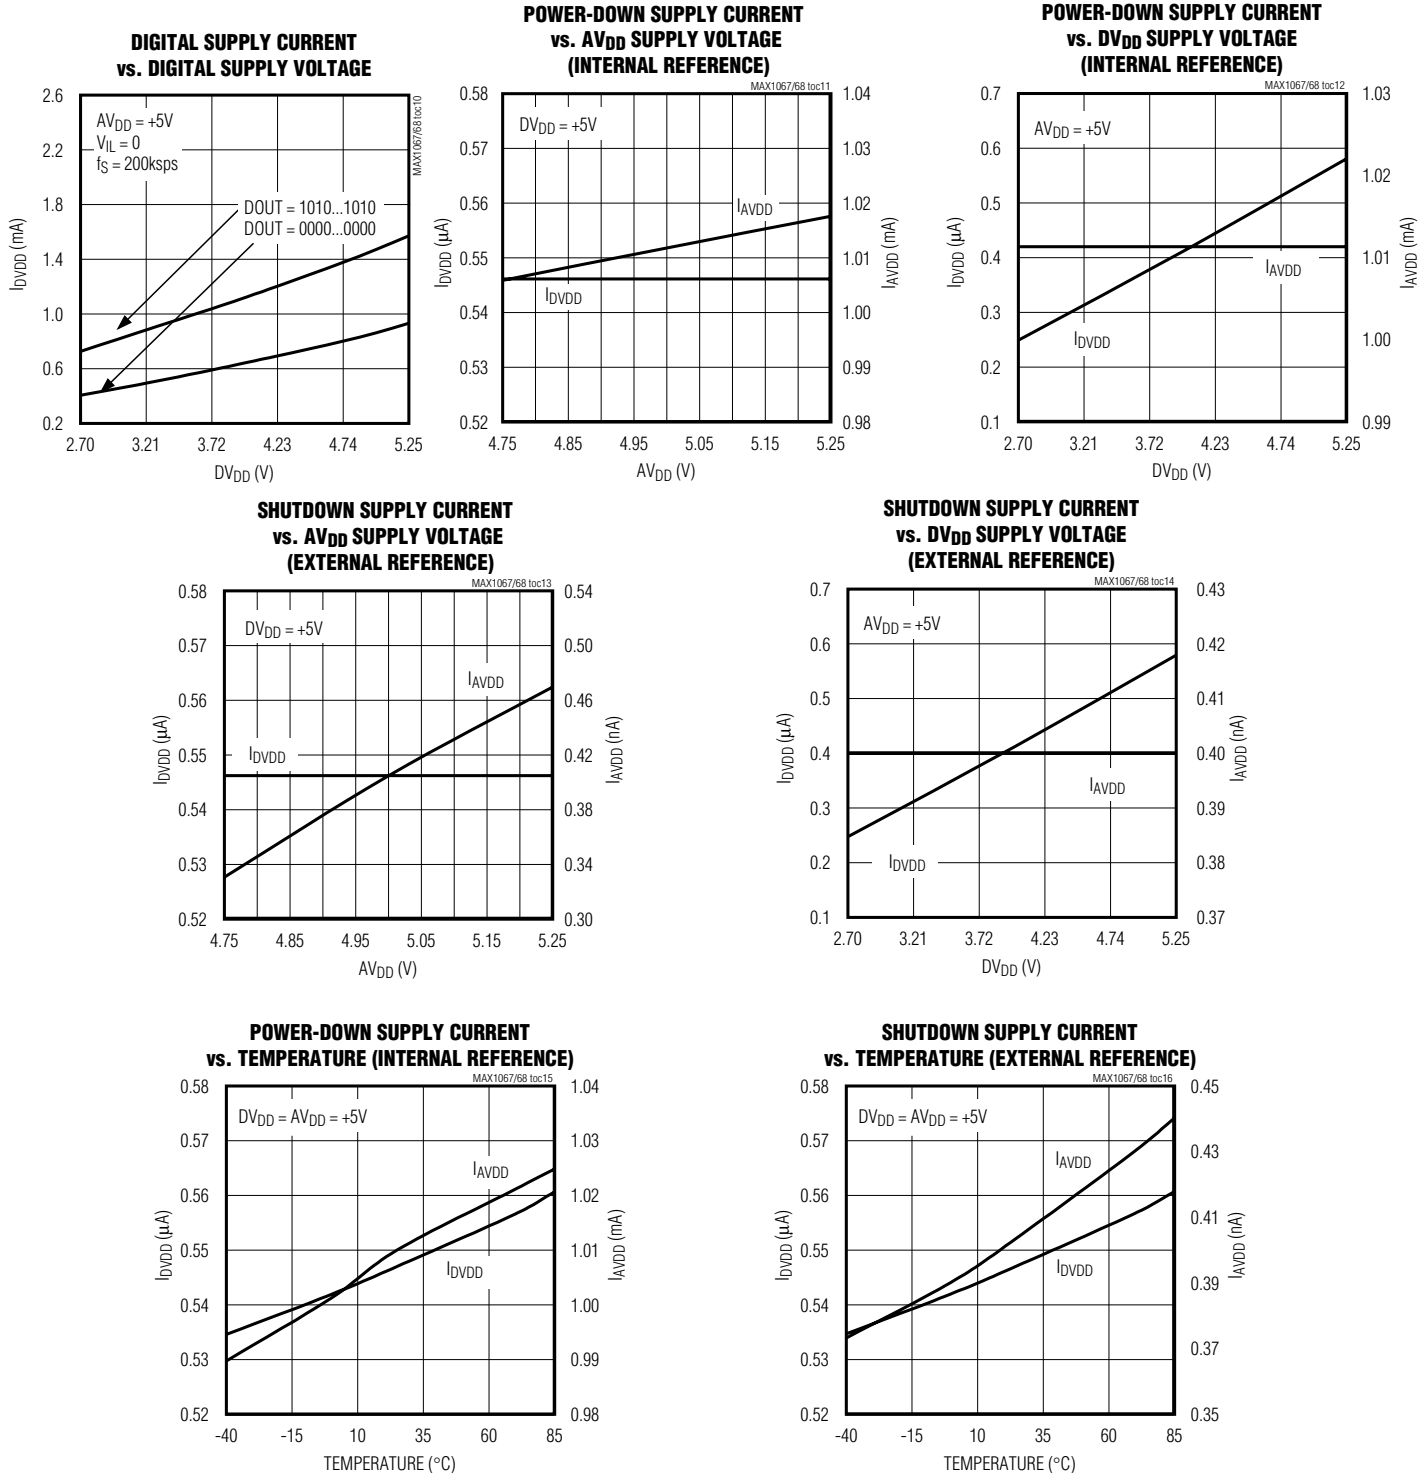 DIGITAL SUPPLY CURRENT
vs. DIGITAL SUPPLY VOLTAGE
MAX1067/68 toc10
AVDD = +5V
VIL = 0
fS = 200ksps
DOUT = 1010...1010
DOUT = 0000...0000
IDVDD (mA)
2.6
2.2
1.8
1.4
1.0
0.6
0.2
2.70 3.21 3.72 4.23 4.74 5.25
DVDD (V)
POWER-DOWN SUPPLY CURRENT
vs. AVDD SUPPLY VOLTAGE
(INTERNAL REFERENCE)
MAX1067/68 toc11
DVDD = +5V
IAVDD
IDVDD
IDVDD (µA)
0.58
0.57
0.56
0.55
0.54
0.53
0.52
IAVDD (mA)
1.04
1.03
1.02
1.01
1.00
0.99
0.98
4.75 4.85 4.95 5.05 5.15 5.25
AVDD (V)
POWER-DOWN SUPPLY CURRENT
vs. DVDD SUPPLY VOLTAGE
(INTERNAL REFERENCE)
MAX1067/68 toc12
AVDD = +5V
IAVDD
IDVDD
IDVDD (µA)
0.7
0.6
0.5
0.4
0.3
0.2
0.1
IAVDD (mA)
1.03
1.02
1.01
1.00
0.99
2.70 3.21 3.72 4.23 4.74 5.25
DVDD (V)
SHUTDOWN SUPPLY CURRENT
vs. AVDD SUPPLY VOLTAGE
(EXTERNAL REFERENCE)
MAX1067/68 toc13
DVDD = +5V
IAVDD
IDVDD
IDVDD (µA)
0.58
0.57
0.56
0.55
0.54
0.53
0.52
IAVDD (nA)
0.54
0.50
0.46
0.42
0.38
0.34
0.30
4.75 4.85 4.95 5.05 5.15 5.25
AVDD (V)
SHUTDOWN SUPPLY CURRENT
vs. DVDD SUPPLY VOLTAGE
(EXTERNAL REFERENCE)
MAX1067/68 toc14
AVDD = +5V
IAVDD
IDVDD
IDVDD (µA)
0.7
0.6
0.5
0.4
0.3
0.2
0.1
IAVDD (nA)
0.43
0.42
0.41
0.40
0.39
0.38
0.37
2.70 3.21 3.72 4.23 4.74 5.25
DVDD (V)
POWER-DOWN SUPPLY CURRENT
vs. TEMPERATURE (INTERNAL REFERENCE)
MAX1067/68 toc15
DVDD = AVDD = +5V
IAVDD
IDVDD
IDVDD (µA)
0.58
0.57
0.56
0.55
0.54
0.53
0.52
IAVDD (mA)
1.04
1.03
1.02
1.01
1.00
0.99
0.98
-40 -15 10 35 60 85
TEMPERATURE (°C)
SHUTDOWN SUPPLY CURRENT
vs. TEMPERATURE (EXTERNAL REFERENCE)
MAX1067/68 toc16
DVDD = AVDD = +5V
IAVDD
IDVDD
IDVDD (µA)
0.58
0.57
0.56
0.55
0.54
0.53
0.52
IAVDD (nA)
0.45
0.43
0.41
0.39
0.37
0.35
-40 -15 10 35 60 85
TEMPERATURE (°C)